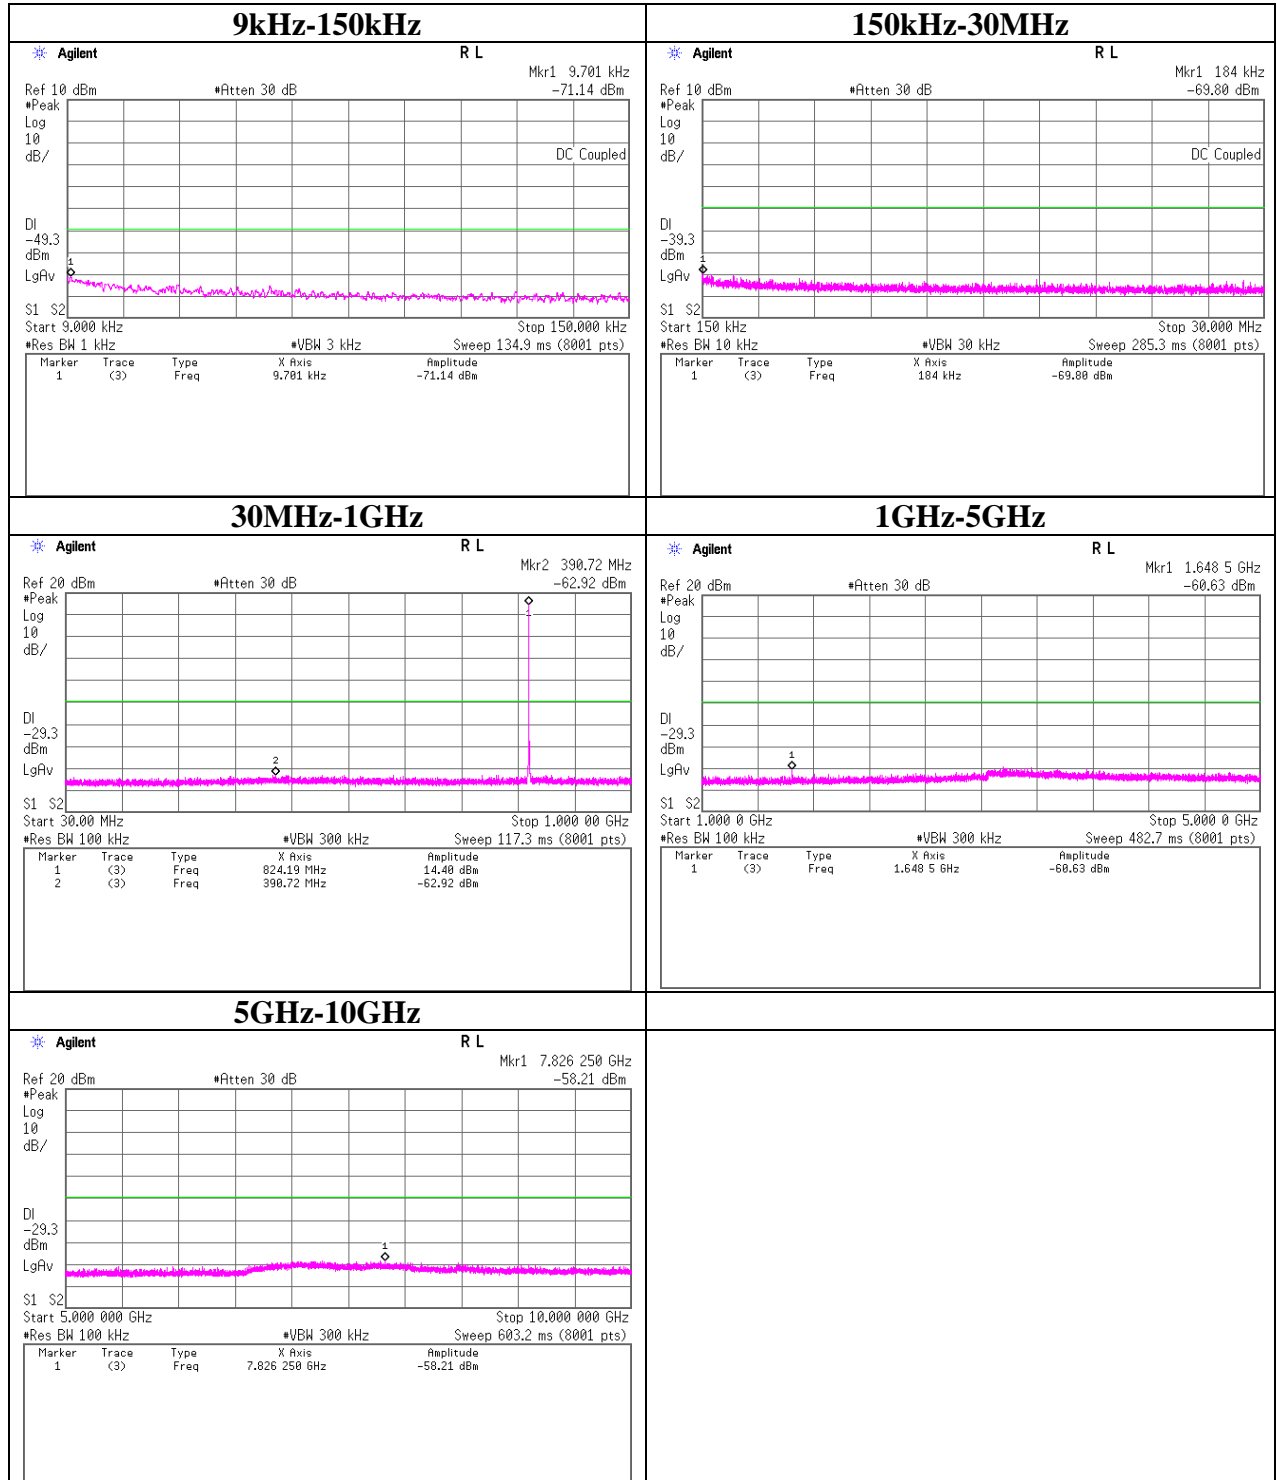 9kHz-150kHz
Agilent R L
Mkr1 9.701 kHz
Ref 10 dBm #Atten 30 dB -71.14 dBm
#Peak
Log
10
dB/
DC Coupled
DI
-49.3
dBm
1
LgAv
S1 S2
Start 9.000 kHz Stop 150.000 kHz
#Res BW 1 kHz #VBW 3 kHz Sweep 134.9 ms (8001 pts)
Marker Trace Type X Axis Amplitude
1 (3) Freq 9.701 kHz -71.14 dBm
150kHz-30MHz
Agilent R L
Mkr1 184 kHz
Ref 10 dBm #Atten 30 dB -69.80 dBm
#Peak
Log
10
dB/
DC Coupled
DI
-39.3
dBm
1
LgAv
S1 S2
Start 150 kHz Stop 30.000 MHz
#Res BW 10 kHz #VBW 30 kHz Sweep 285.3 ms (8001 pts)
Marker Trace Type X Axis Amplitude
1 (3) Freq 184 kHz -69.80 dBm
30MHz-1GHz
Agilent R L
Mkr2 390.72 MHz
Ref 20 dBm #Atten 30 dB -62.92 dBm
#Peak
Log
10
dB/
1
DI
-29.3
dBm
2
LgAv
S1 S2
Start 30.00 MHz Stop 1.000 00 GHz
#Res BW 100 kHz #VBW 300 kHz Sweep 117.3 ms (8001 pts)
Marker Trace Type X Axis Amplitude
1 (3) Freq 824.19 MHz 14.40 dBm
2 (3) Freq 390.72 MHz -62.92 dBm
1GHz-5GHz
Agilent R L
Mkr1 1.648 5 GHz
Ref 20 dBm #Atten 30 dB -60.63 dBm
#Peak
Log
10
dB/
DI
-29.3
dBm
1
LgAv
S1 S2
Start 1.000 0 GHz Stop 5.000 0 GHz
#Res BW 100 kHz #VBW 300 kHz Sweep 482.7 ms (8001 pts)
Marker Trace Type X Axis Amplitude
1 (3) Freq 1.648 5 GHz -60.63 dBm
5GHz-10GHz
Agilent R L
Mkr1 7.826 250 GHz
Ref 20 dBm #Atten 30 dB -58.21 dBm
#Peak
Log
10
dB/
DI
-29.3
dBm
1
LgAv
S1 S2
Start 5.000 000 GHz Stop 10.000 000 GHz
#Res BW 100 kHz #VBW 300 kHz Sweep 603.2 ms (8001 pts)
Marker Trace Type X Axis Amplitude
1 (3) Freq 7.826 250 GHz -58.21 dBm